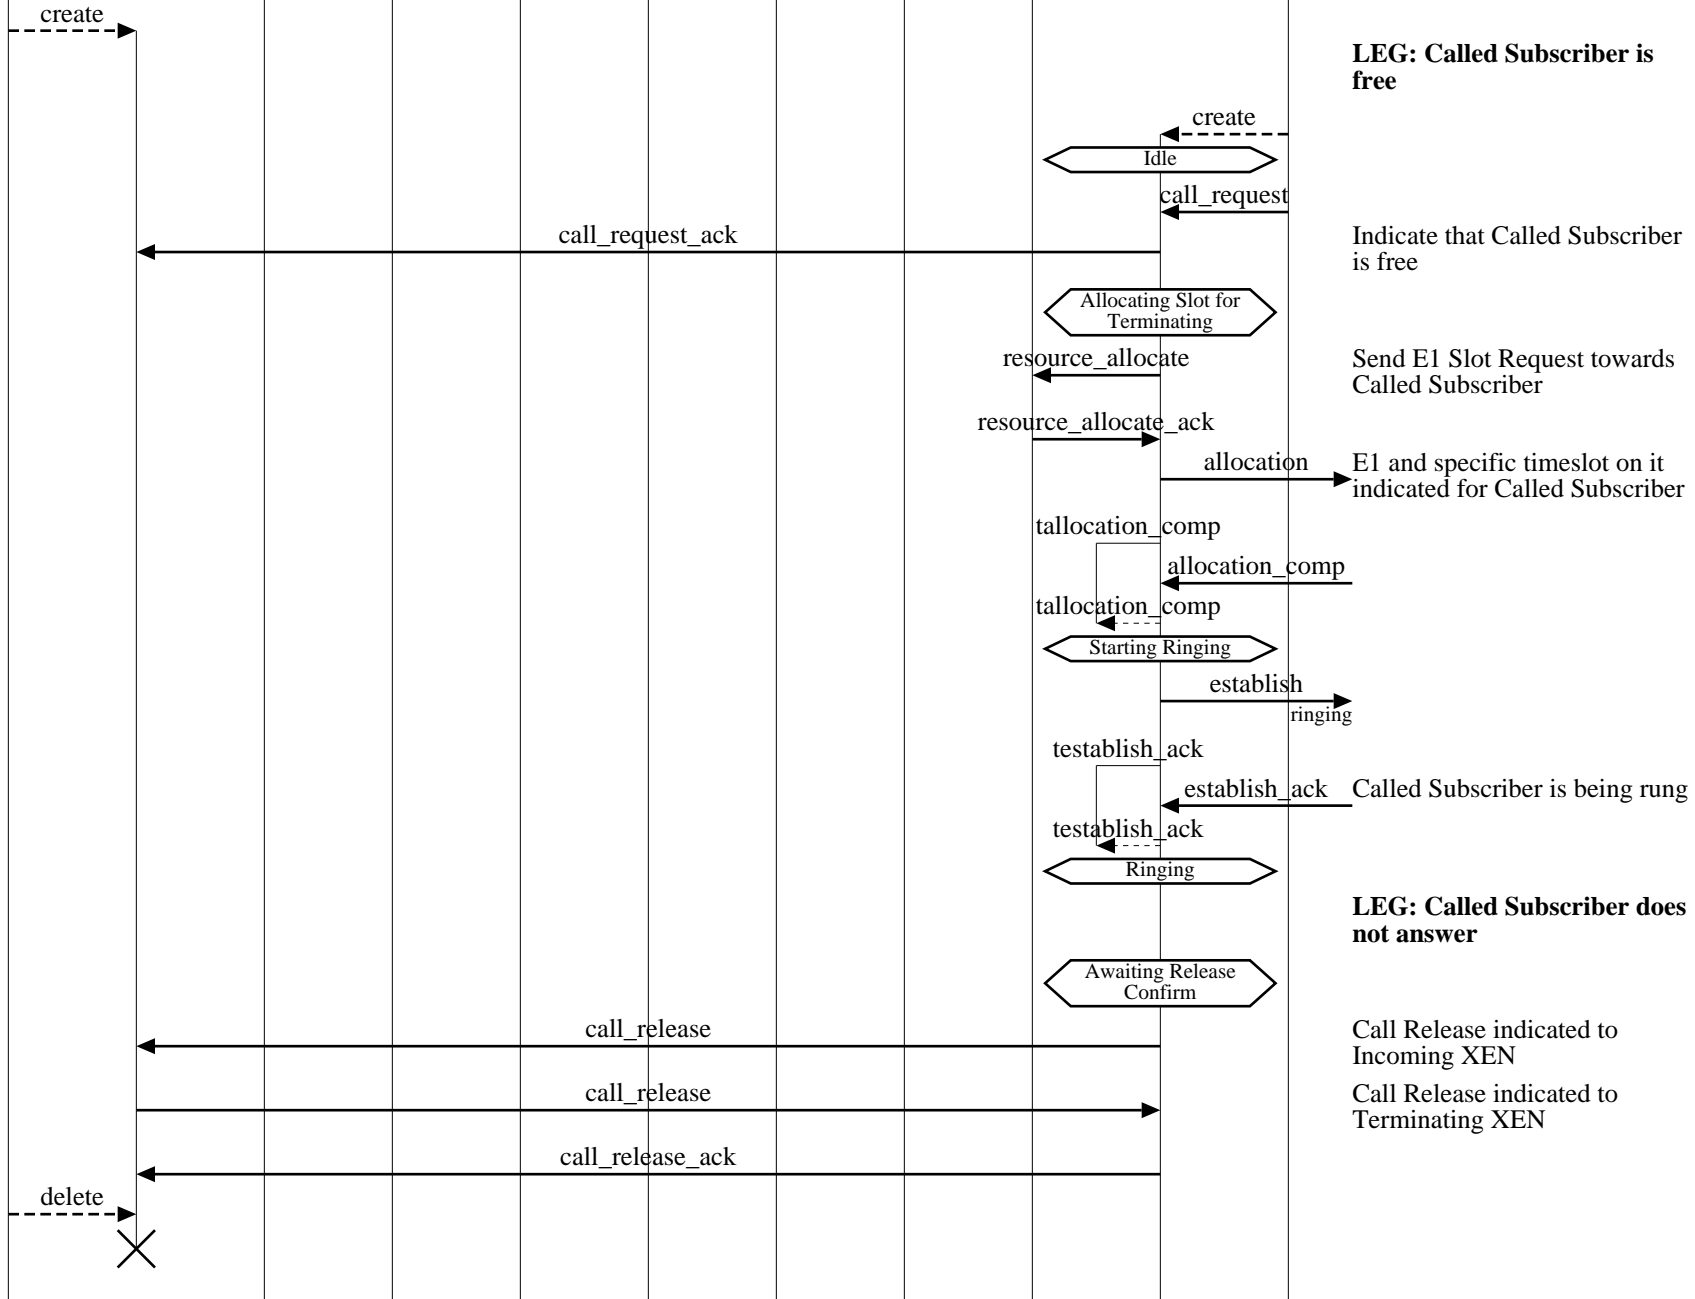 create
LEG: Called Subscriber is
free
create
Idle
call_request
call_request_ack
Indicate that Called Subscriber
is free
Allocating Slot for
Terminating
resource_allocate
Send E1 Slot Request towards
Called Subscriber
resource_allocate_ack
allocation
E1 and specific timeslot on it
indicated for Called Subscriber
tallocation_comp
allocation_comp
tallocation_comp
Starting Ringing
establish
ringing
testablish_ack
establish_ack
Called Subscriber is being rung
testablish_ack
Ringing
LEG: Called Subscriber does
not answer
Awaiting Release
Confirm
call_release
Call Release indicated to
Incoming XEN
call_release
Call Release indicated to
Terminating XEN
call_release_ack
delete